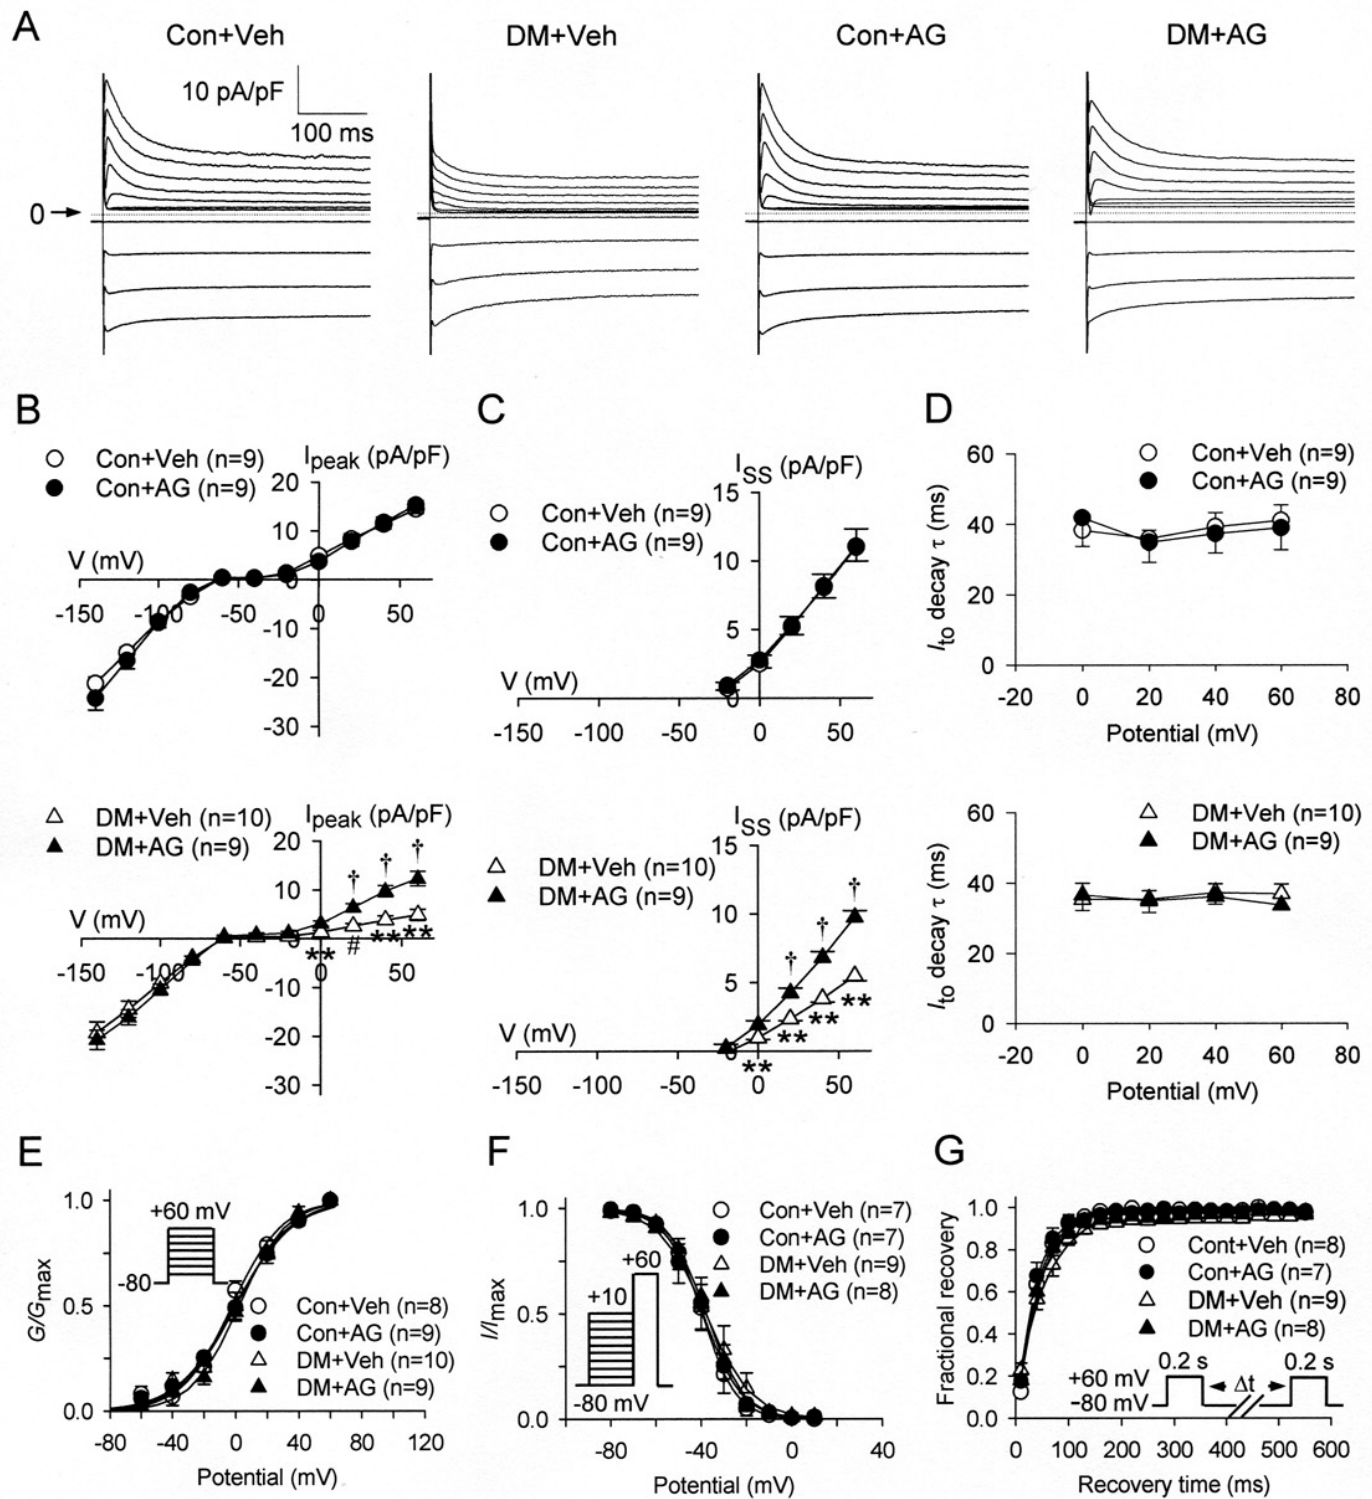 A
Con+Veh DM+Veh Con+AG DM+AG
10 pA/pF
100 ms
0
B
Con+Veh (n=9)
Con+AG (n=9)
Ipeak (pA/pF)
20
10
V (mV)
-150 -100 -50 0 0 50
-10
-20
-30
DM+Veh (n=10)
DM+AG (n=9)
Ipeak (pA/pF)
20
† † †
10
V (mV)
** # ** **
-150 -100 -50 0 0 50
-10
-20
-30
C
ISS (pA/pF)
15
Con+Veh (n=9)
Con+AG (n=9)
10
5
V (mV)
0
-150 -100 -50 0 50
ISS (pA/pF)
15
DM+Veh (n=10)
DM+AG (n=9)
† † †
10
5
** ** ** **
V (mV)
0
-150 -100 -50 0 50
D
Con+Veh (n=9)
Con+AG (n=9)
Ito decay τ (ms)
60
40
20
0
-20 0 20 40 60 80
Potential (mV)
DM+Veh (n=10)
DM+AG (n=9)
Ito decay τ (ms)
60
40
20
0
-20 0 20 40 60 80
Potential (mV)
E
G/Gmax
1.0
0.5
0.0
+60 mV
-80
Con+Veh (n=8)
Con+AG (n=9)
DM+Veh (n=10)
DM+AG (n=9)
-80 -40 0 40 80 120
Potential (mV)
F
I/Imax
1.0
0.5
0.0
Con+Veh (n=7)
Con+AG (n=7)
DM+Veh (n=9)
DM+AG (n=8)
+60
+10
-80 mV
-80 -40 0 40
Potential (mV)
G
Fractional recovery
1.0
0.8
0.6
0.4
0.2
0.0
Cont+Veh (n=8)
Con+AG (n=7)
DM+Veh (n=9)
DM+AG (n=8)
0.2 s 0.2 s
+60 mV
-80 mV
Δt
0 100 200 300 400 500 600
Recovery time (ms)